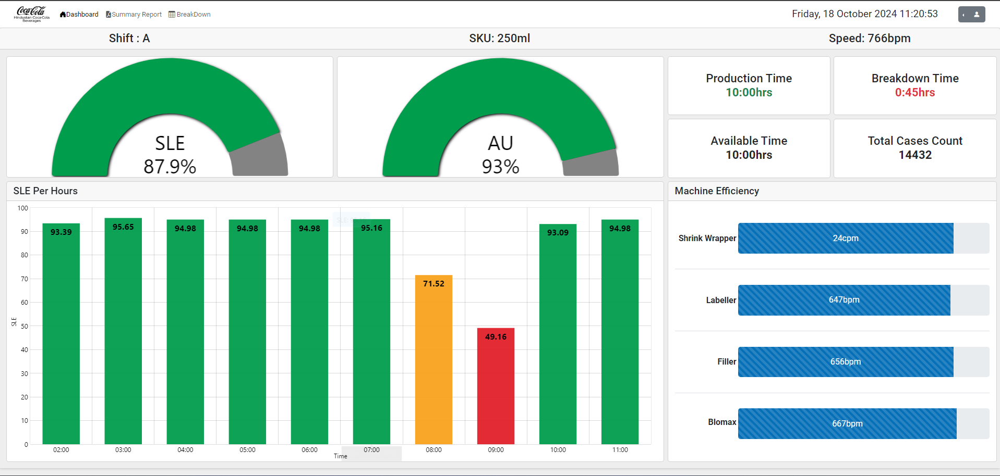 Coca-Cola
Hindustan Coca-Cola
Beverages
Dashboard Summary Report BreakDown
Friday, 18 October 2024 11:20:53
Shift : A
SKU: 250ml
Speed: 766bpm
SLE
87.9%
AU
93%
Production Time
10:00hrs
Breakdown Time
0:45hrs
Available Time
10:00hrs
Total Cases Count
14432
SLE Per Hours
100
90
80
70
60
50
40
30
20
10
0
SLE
93.39
95.65
94.98
94.98
94.98
95.16
71.52
49.16
93.09
94.98
02:00 03:00 04:00 05:00 06:00 07:00 08:00 09:00 10:00 11:00
Time
Machine Efficiency
Shrink Wrapper 24cpm
Labeller 647bpm
Filler 656bpm
Blomax 667bpm